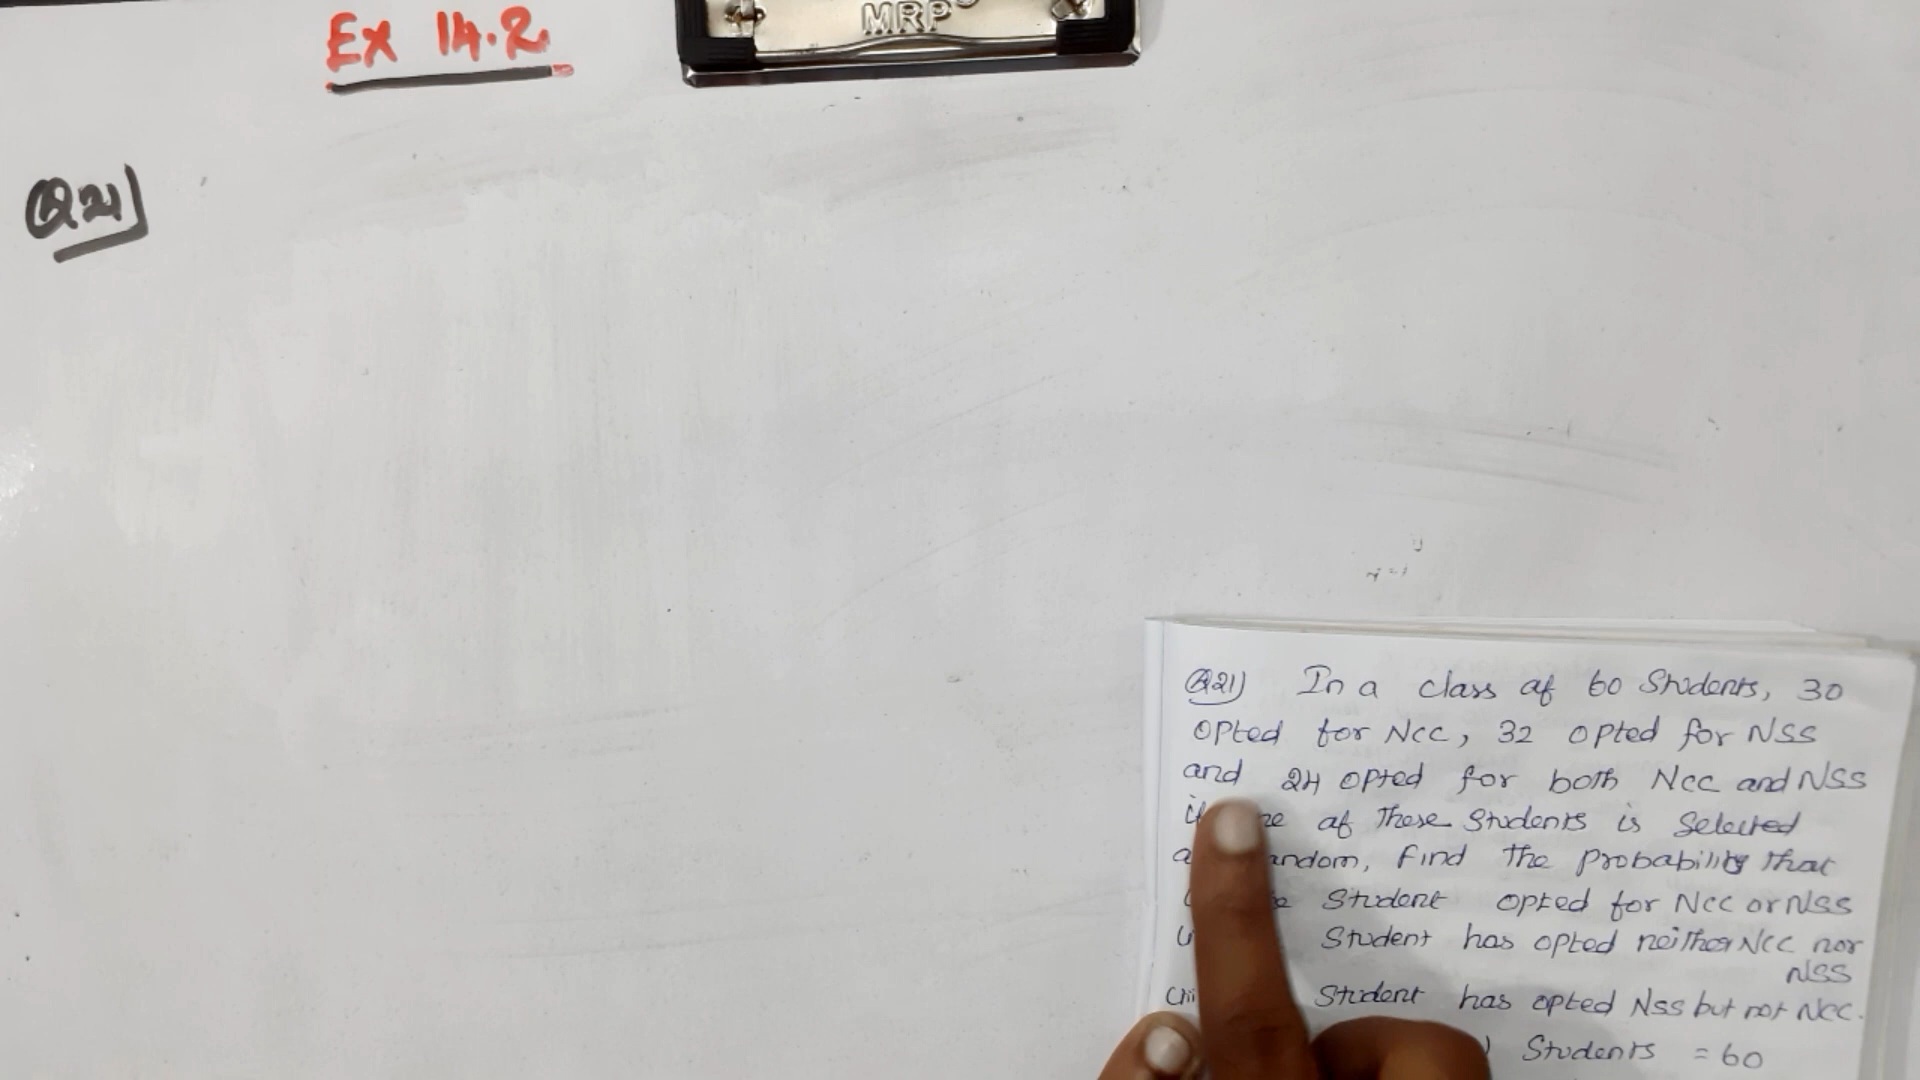 Ex 14.2
MRP
Q21)
Q21) In a class of 60 Students, 30
opted for NCC, 32 opted for NSS
and 24 opted for both NCC and NSS
of these Students is Selected
find the probability that
Student opted for NCC or NSS
Student has opted neither NCC nor
NSS
Student has opted NSS but not NCC.
Students = 60